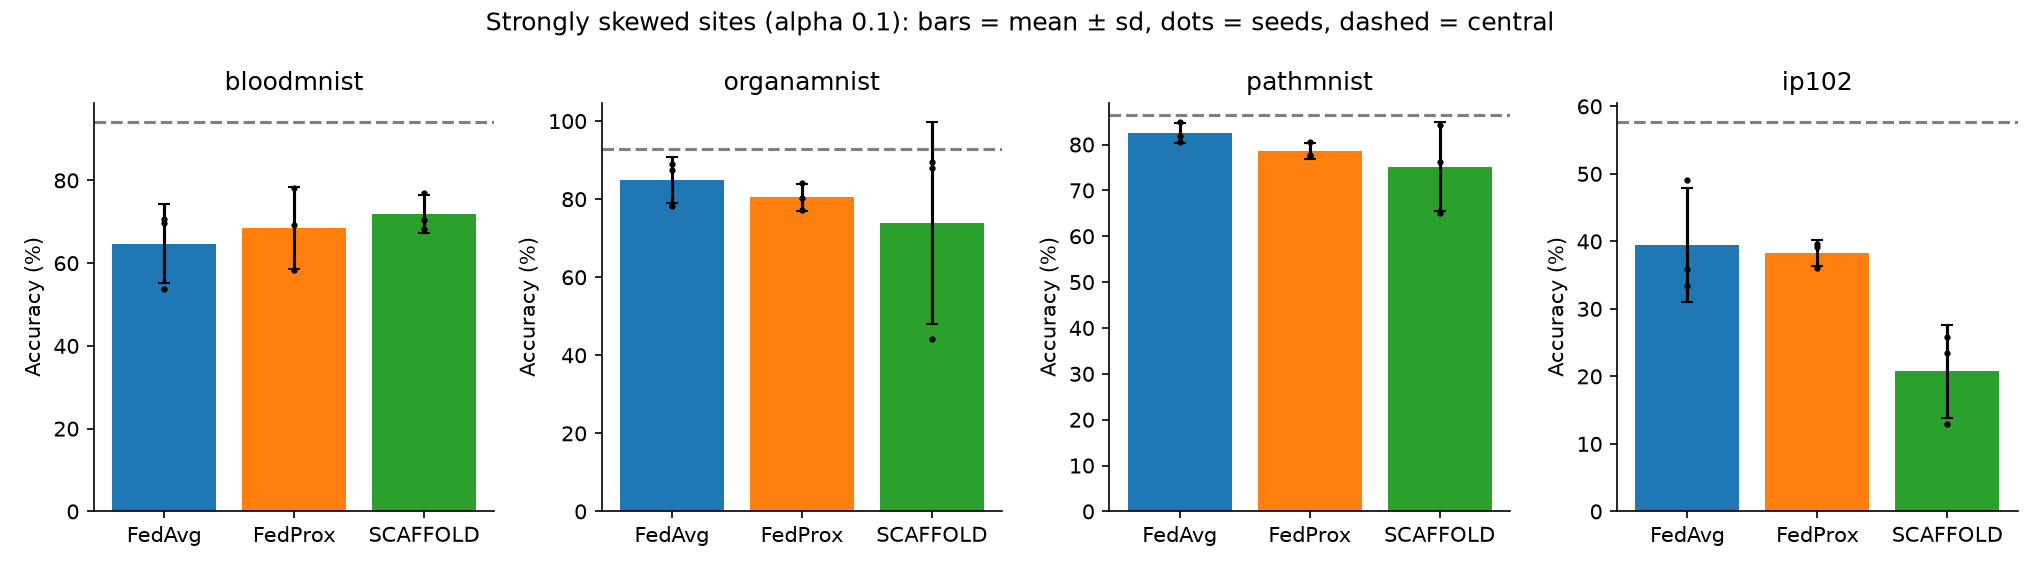 Strongly skewed sites (alpha 0.1): bars = mean ± sd, dots = seeds, dashed = central
bloodmnist
Accuracy (%)
80
60
40
20
0
FedAvg FedProx SCAFFOLD
organamnist
Accuracy (%)
100
80
60
40
20
0
FedAvg FedProx SCAFFOLD
pathmnist
Accuracy (%)
80
70
60
50
40
30
20
10
0
FedAvg FedProx SCAFFOLD
ip102
Accuracy (%)
60
50
40
30
20
10
0
FedAvg FedProx SCAFFOLD